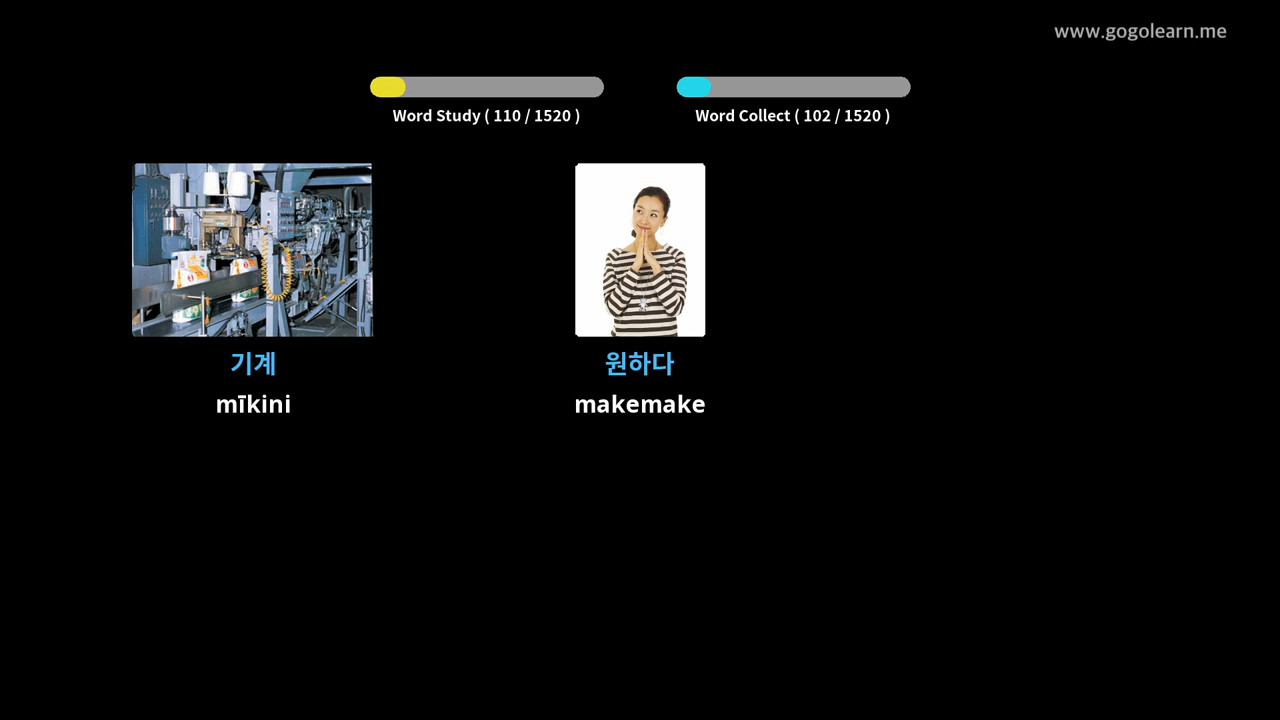 www.gogolearn.me
Word Study ( 110 / 1520 )
Word Collect ( 102 / 1520 )
기계
mīkini
원하다
makemake